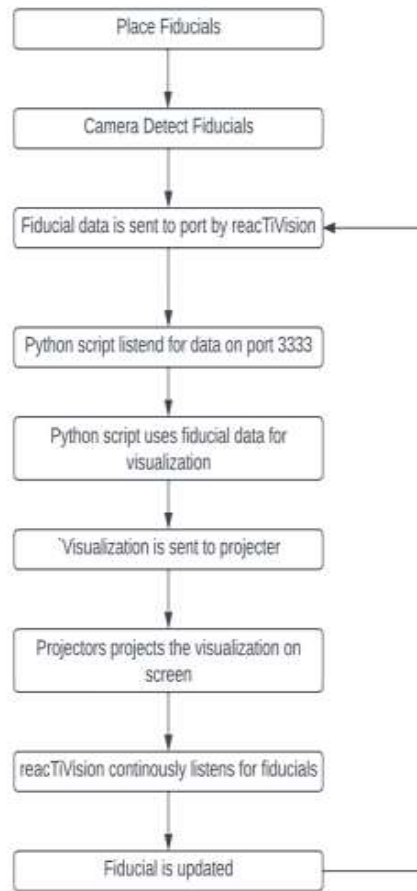 Place Fiducials
Camera Detect Fiducials
Fiducial data is sent to port by reacTiVision
Python script listend for data on port 3333
Python script uses fiducial data for
visualization
`Visualization is sent to projecter
Projectors projects the visualization on
screen
reacTiVision continously listens for fiducials
Fiducial is updated